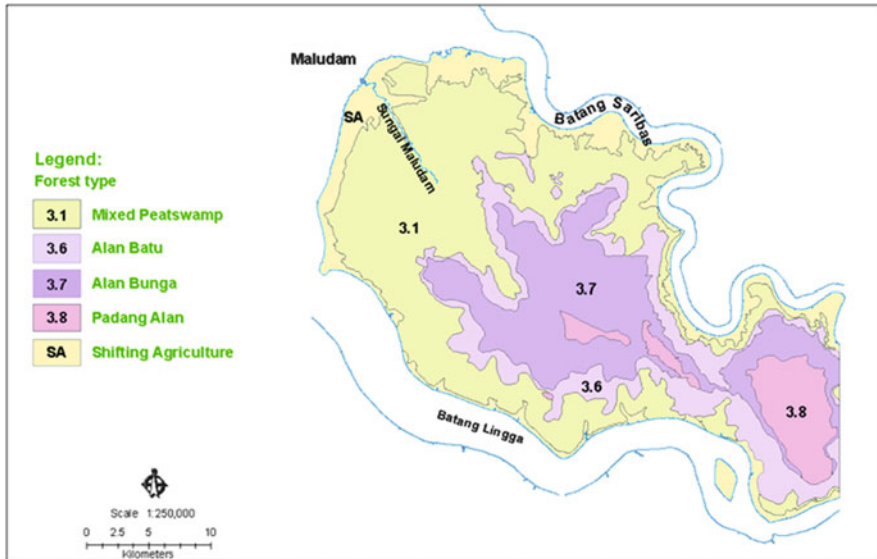 Maludam
SA
Sungai Maludam
Batang Saribas
Legend:
Forest type
3.1 Mixed Peatswamp
3.6 Alan Batu
3.7 Alan Bunga
3.8 Padang Alan
SA Shifting Agriculture
3.1
3.7
3.6
3.8
Batang Lingga
Scale 1:250,000
0 2.5 5 10
Kilometers